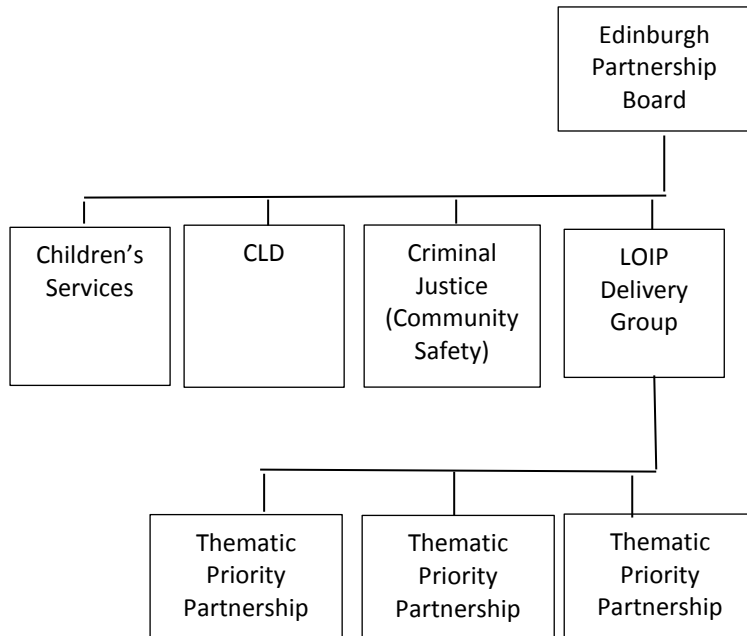 Edinburgh
Partnership
Board
Children’s
Services
CLD
Criminal
Justice
(Community
Safety)
LOIP
Delivery
Group
Thematic
Priority
Partnership
Thematic
Priority
Partnership
Thematic
Priority
Partnership